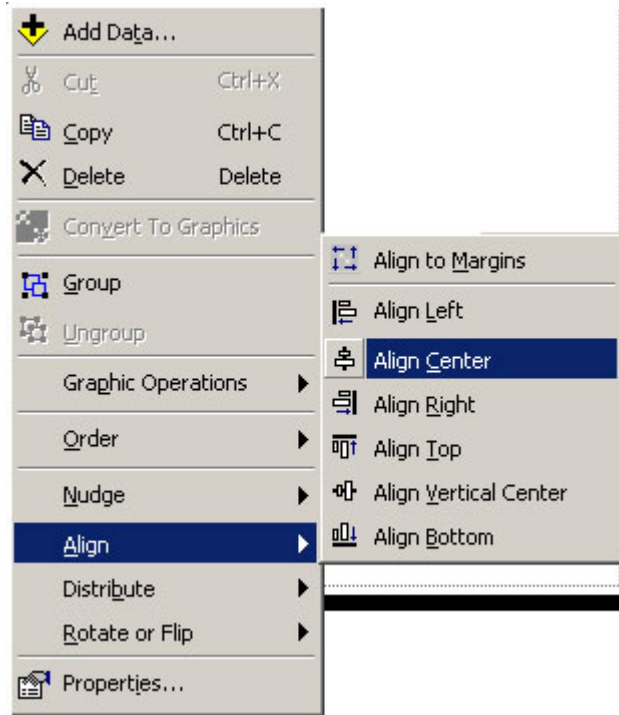 Add Data...
Cut Ctrl+X
Copy Ctrl+C
Delete Delete
Convert To Graphics
Group
Ungroup
Graphic Operations
Order
Nudge
Align
Distribute
Rotate or Flip
Properties...
Align to Margins
Align Left
Align Center
Align Right
Align Top
Align Vertical Center
Align Bottom